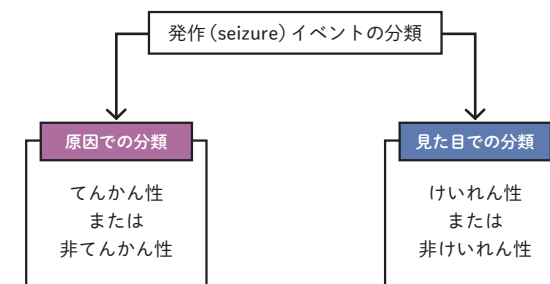 発作(seizure)イベントの分類
原因での分類
てんかん性
または
非てんかん性
見た目での分類
けいれん性
または
非けいれん性